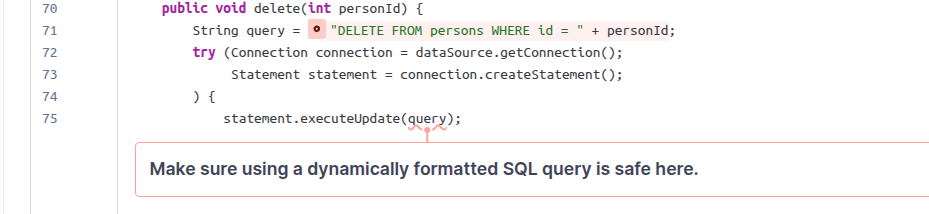 70 public void delete(int personId) {
71 String query = "DELETE FROM persons WHERE id = " + personId;
72 try (Connection connection = dataSource.getConnection();
73 Statement statement = connection.createStatement();
74 ) {
75 statement.executeUpdate(query);
Make sure using a dynamically formatted SQL query is safe here.